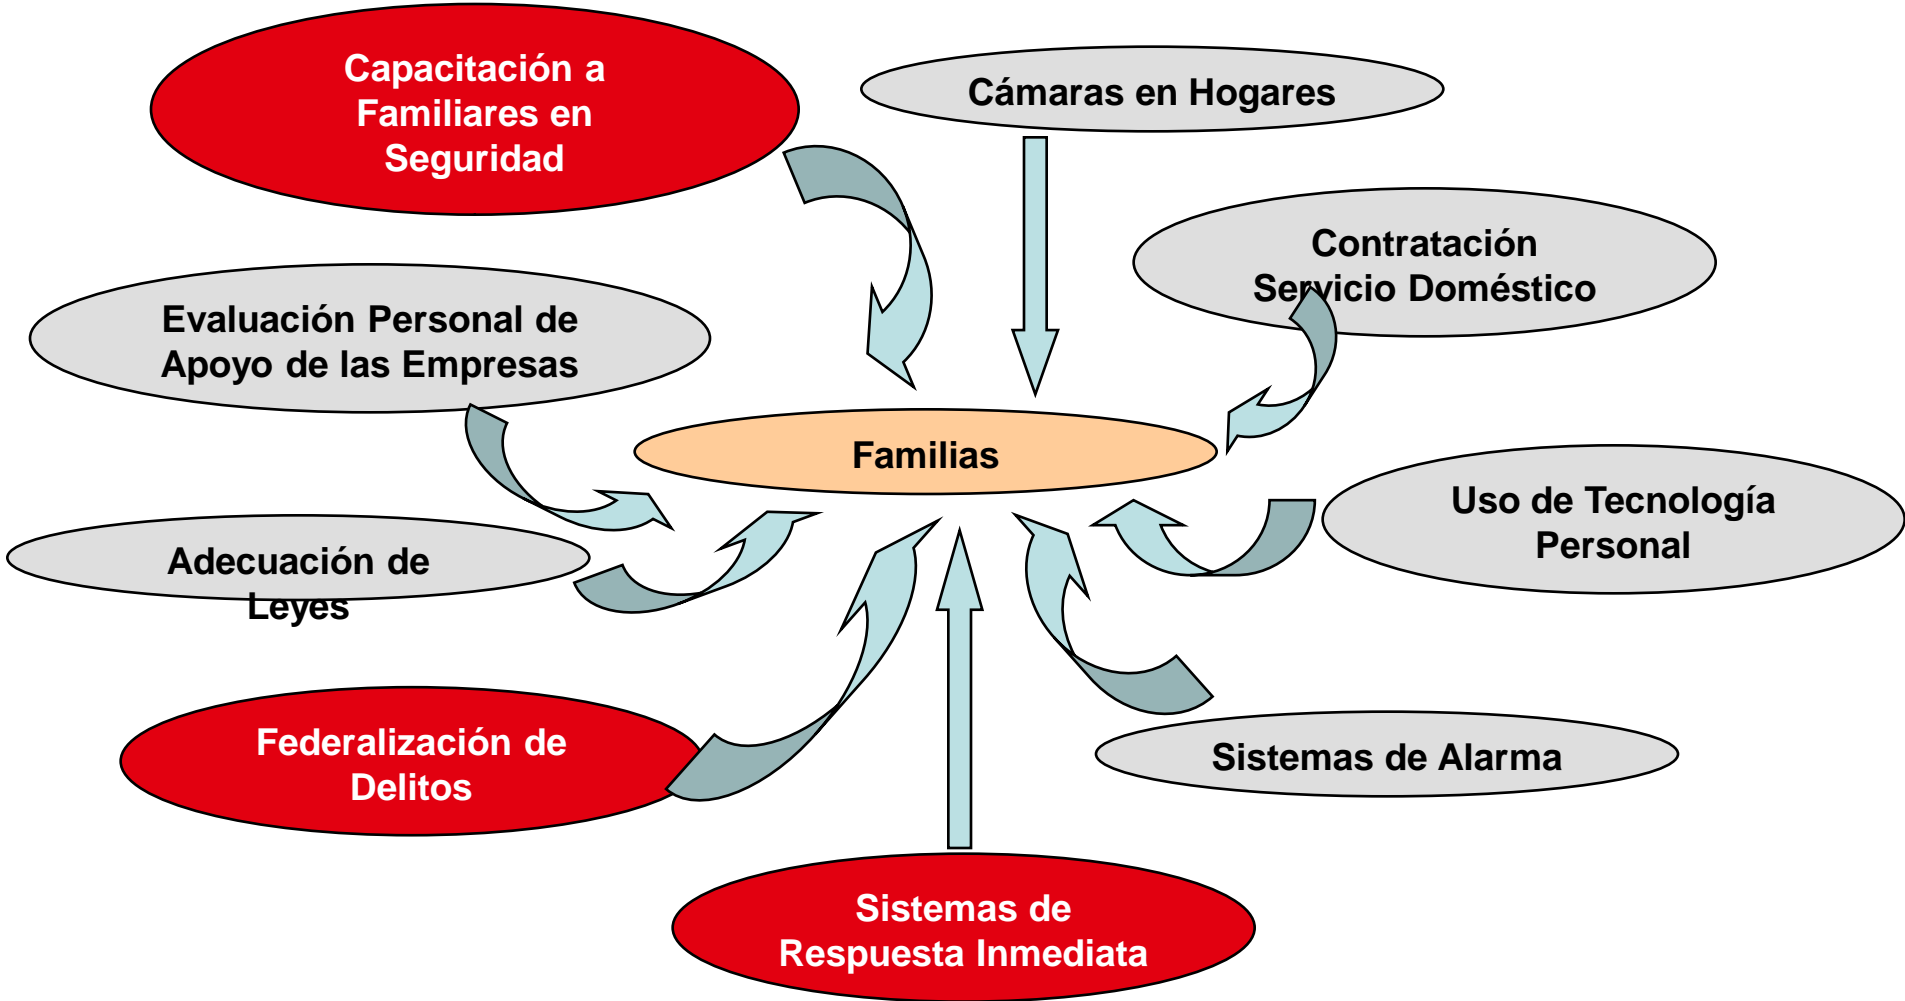 Capacitación a
Familiares en
Seguridad
Cámaras en Hogares
Contratación
Servicio Doméstico
Evaluación Personal de
Apoyo de las Empresas
Familias
Uso de Tecnología
Personal
Adecuación de
Leyes
Federalización de
Delitos
Sistemas de Alarma
Sistemas de
Respuesta Inmediata